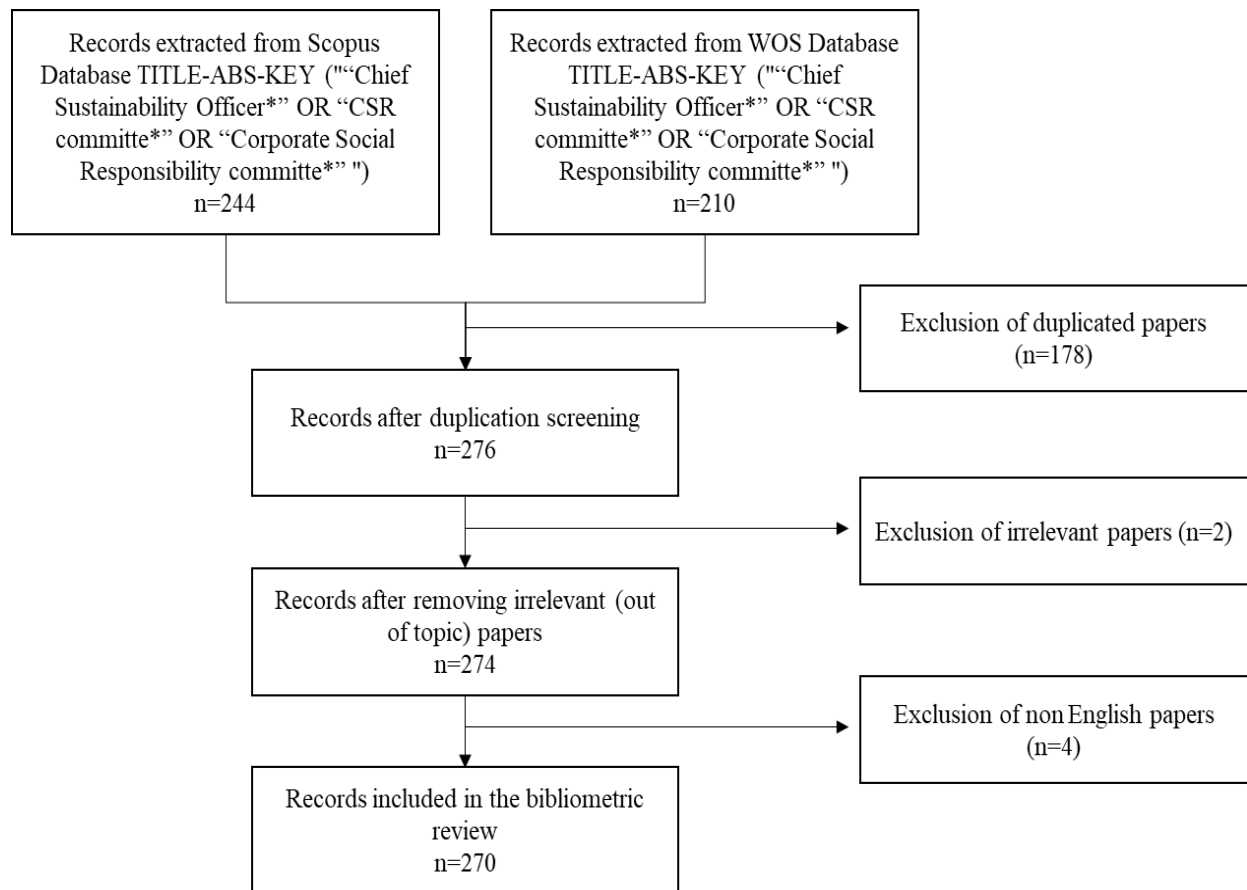 Records extracted from Scopus
Database TITLE-ABS-KEY ("“Chief
Sustainability Officer*” OR “CSR
committe*” OR “Corporate Social
Responsibility committe*” ")
n=244
Records extracted from WOS Database
TITLE-ABS-KEY ("“Chief
Sustainability Officer*” OR “CSR
committe*” OR “Corporate Social
Responsibility committe*” ")
n=210
Exclusion of duplicated papers
(n=178)
Records after duplication screening
n=276
Exclusion of irrelevant papers (n=2)
Records after removing irrelevant (out
of topic) papers
n=274
Exclusion of non English papers
(n=4)
Records included in the bibliometric
review
n=270